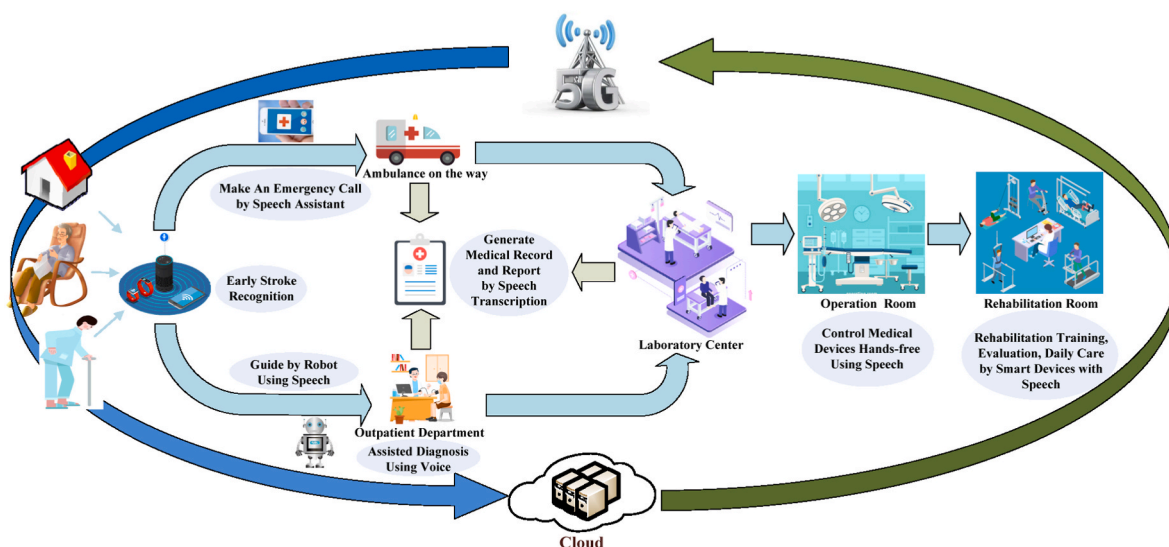 5G
Make An Emergency Call
by Speech Assistant
Ambulance on the way
Early Stroke
Recognition
Generate
Medical Record
and Report
by Speech
Transcription
Guide by Robot
Using Speech
Outpatient Department
Assisted Diagnosis
Using Voice
Laboratory Center
Operation Room
Control Medical
Devices Hands-free
Using Speech
Rehabilitation Room
Rehabilitation Training,
Evaluation, Daily Care
by Smart Devices with
Speech
Cloud